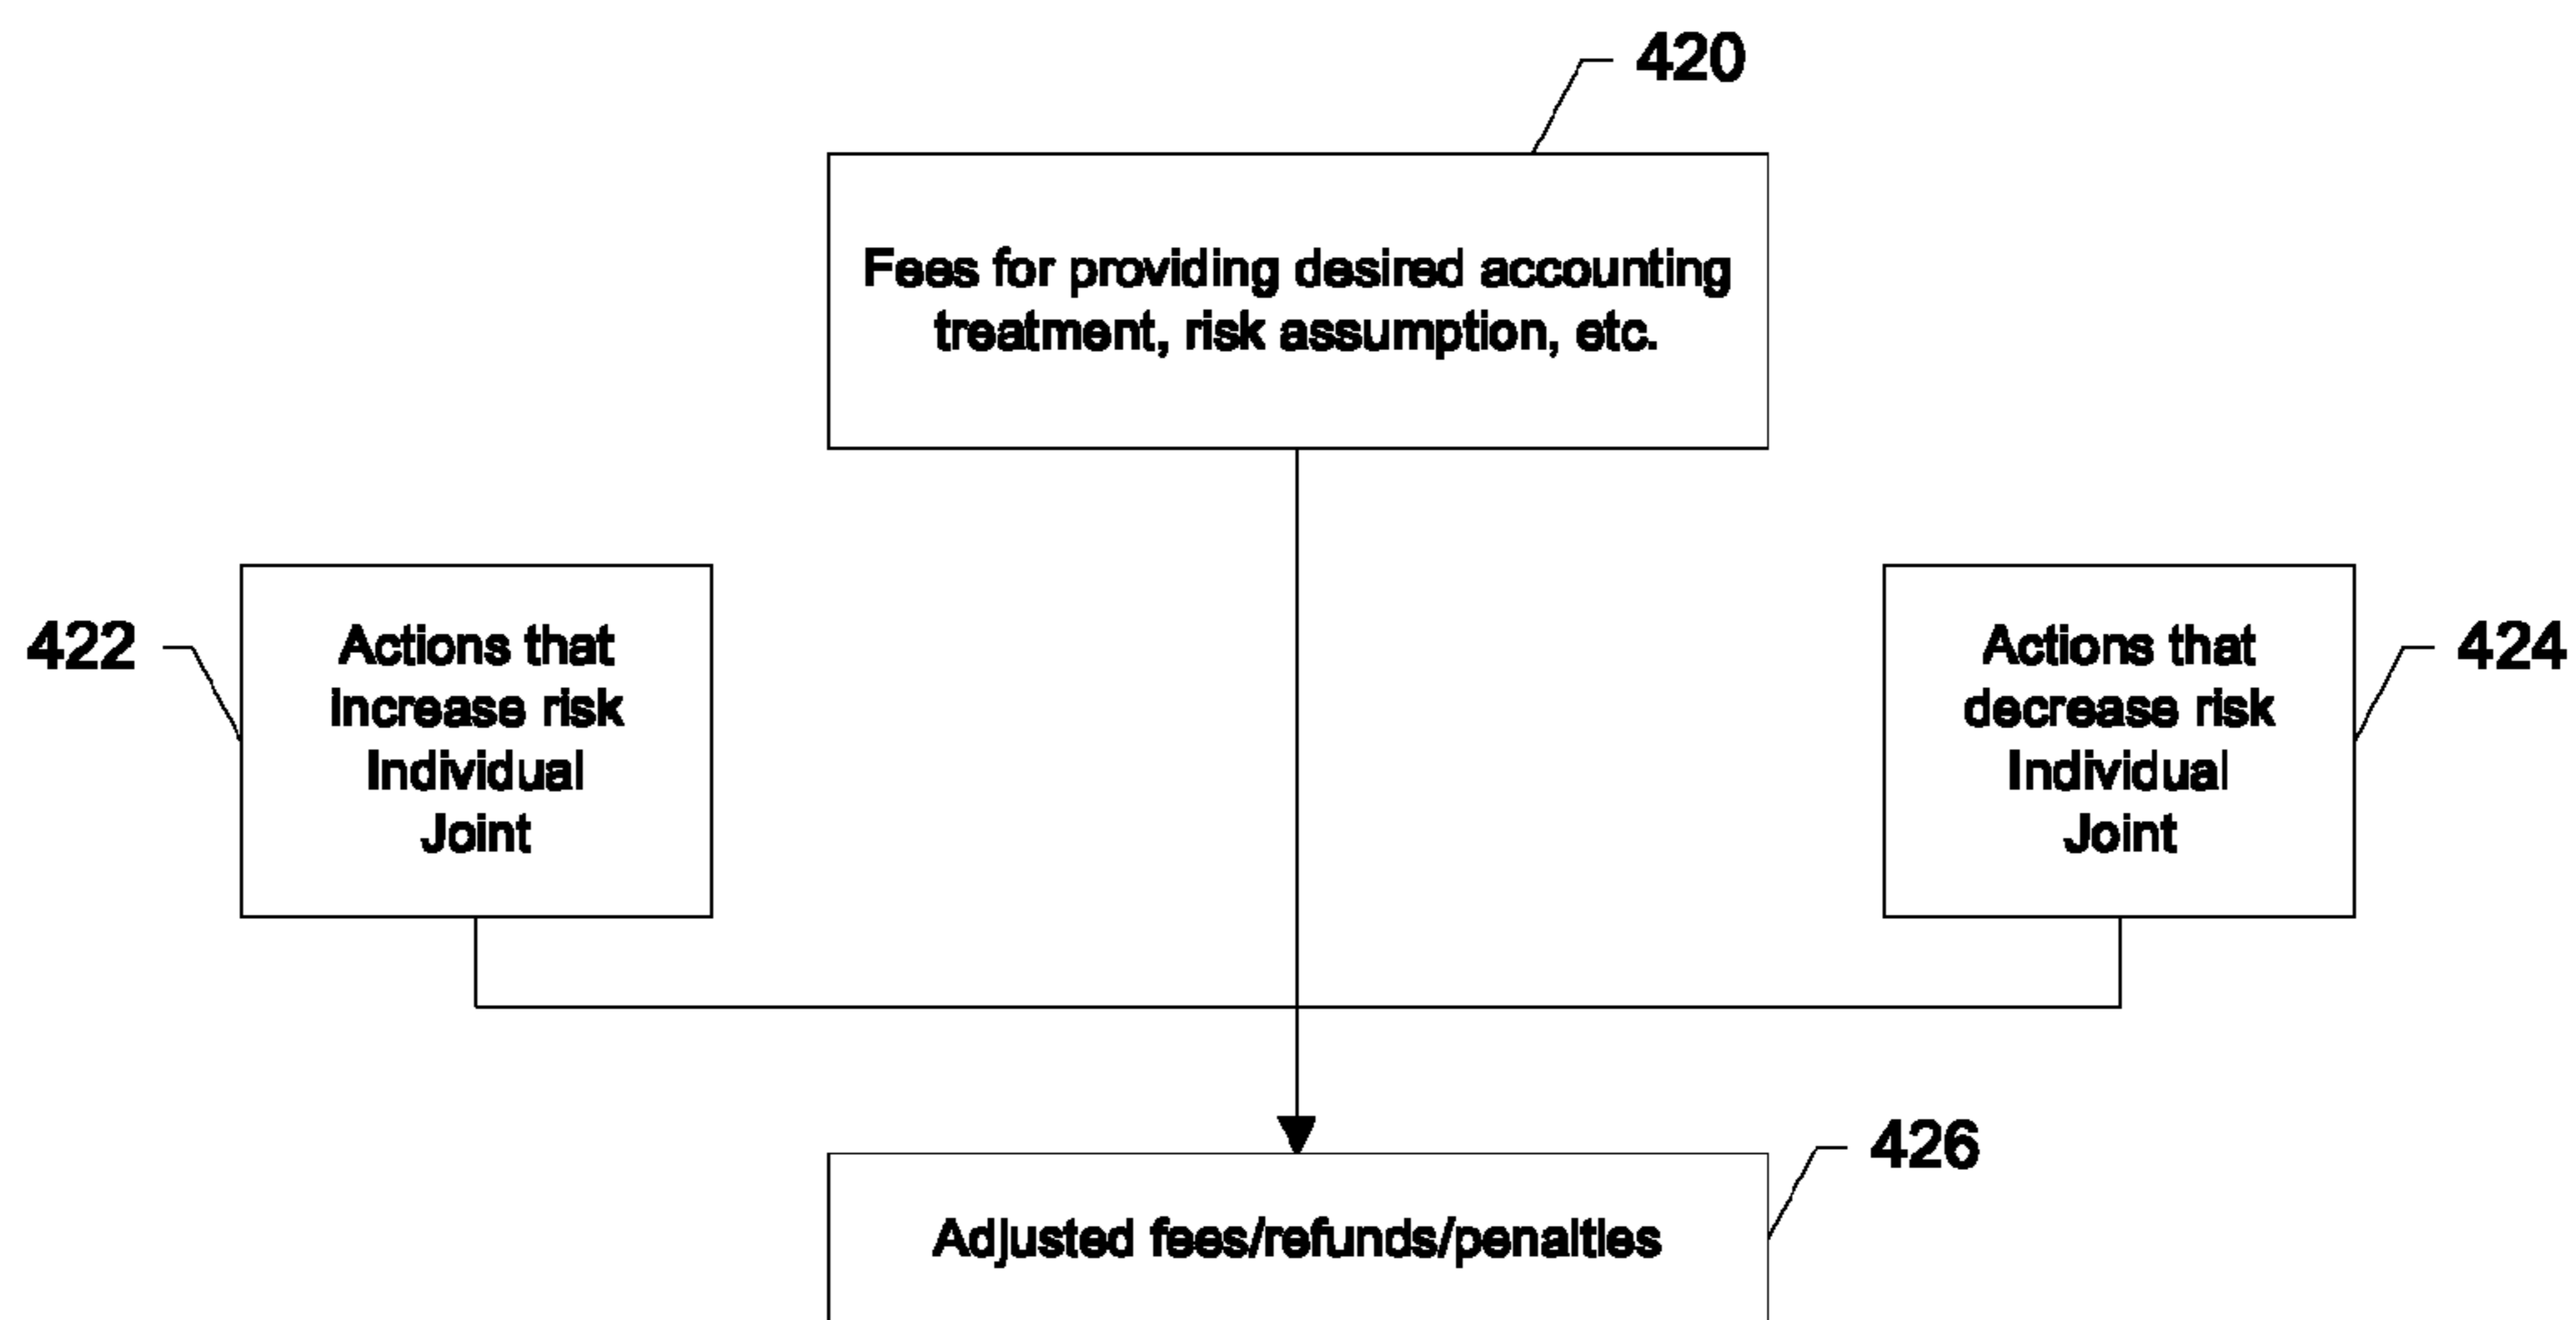 420
Fees for providing desired accounting
treatment, risk assumption, etc.
422
Actions that
increase risk
Individual
Joint
424
Actions that
decrease risk
Individual
Joint
426
Adjusted fees/refunds/penalties